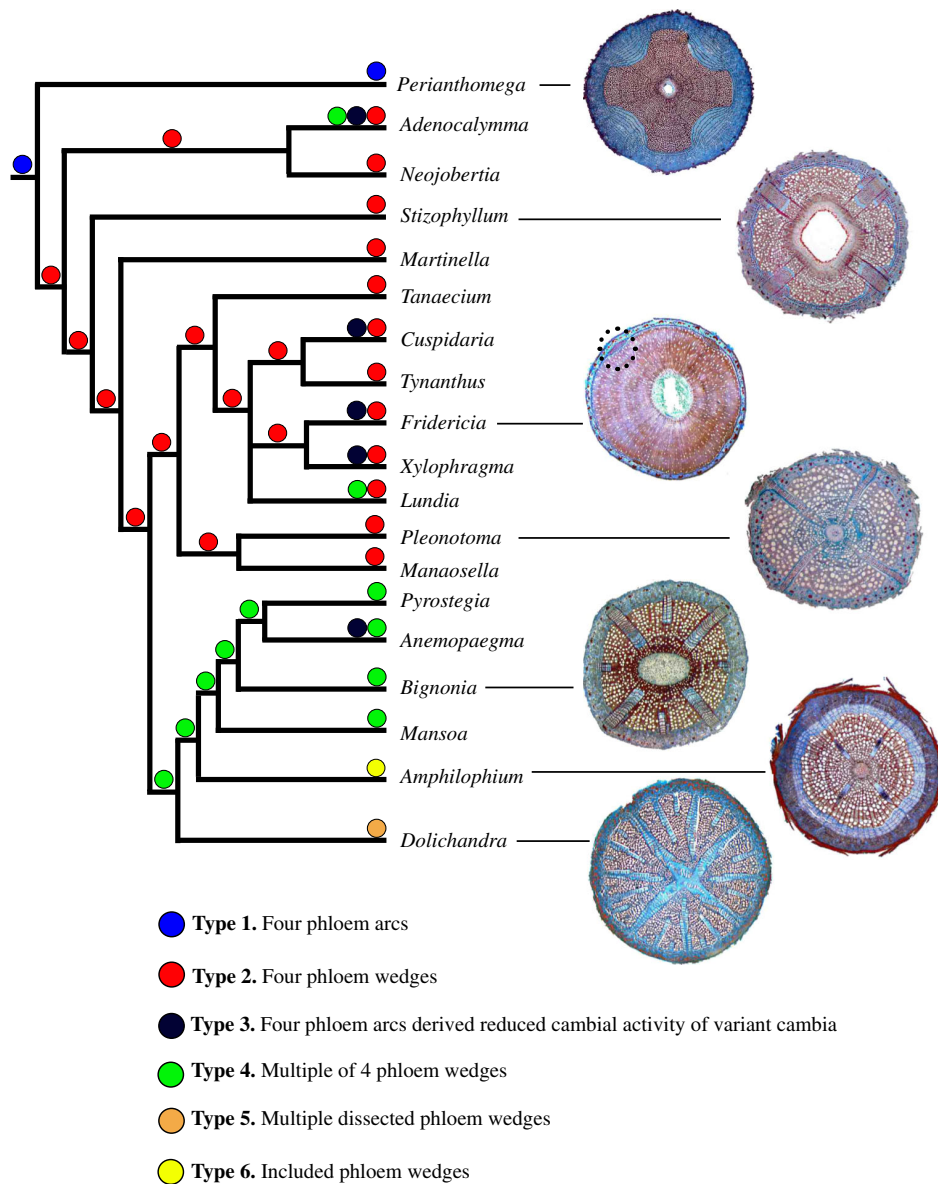 Perianthomega
Adenocalymma
Neojobertia
Stizophyllum
Martinella
Tanaecium
Cuspidaria
Tynanthus
Fridericia
Xylophragma
Lundia
Pleonotoma
Manaosella
Pyrostegia
Anemopaegma
Bignonia
Mansoa
Amphilophium
Dolichandra
Type 1. Four phloem arcs
Type 2. Four phloem wedges
Type 3. Four phloem arcs derived reduced cambial activity of variant cambia
Type 4. Multiple of 4 phloem wedges
Type 5. Multiple dissected phloem wedges
Type 6. Included phloem wedges